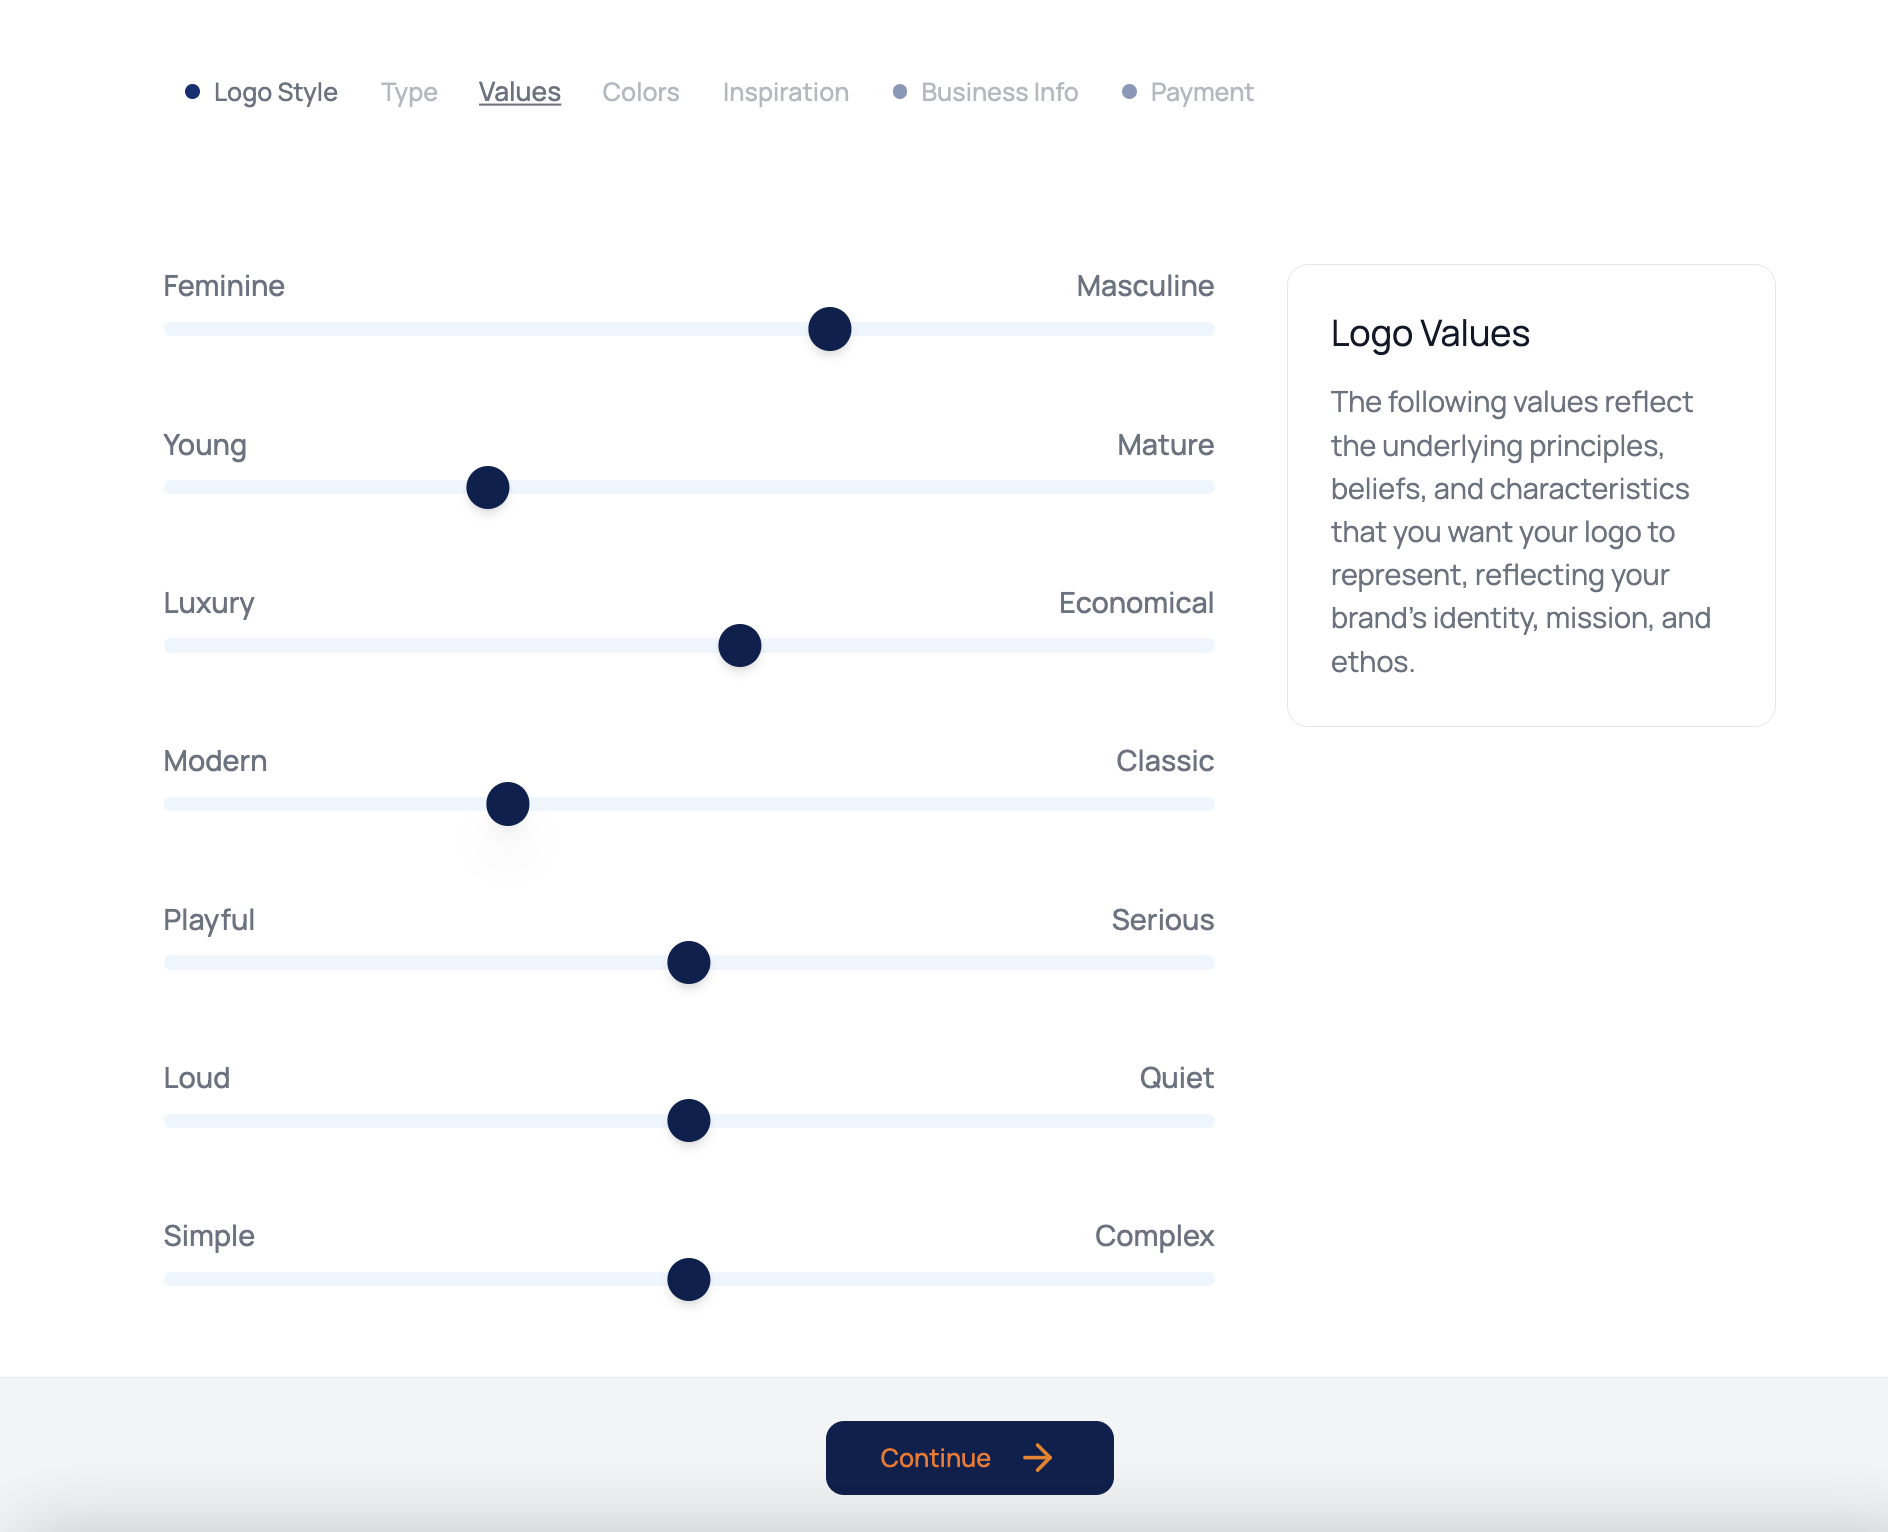 Logo Style Type Values Colors Inspiration Business Info Payment
Feminine Masculine
Young Mature
Luxury Economical
Modern Classic
Playful Serious
Loud Quiet
Simple Complex
Logo Values
The following values reflect
the underlying principles,
beliefs, and characteristics
that you want your logo to
represent, reflecting your
brand's identity, mission, and
ethos.
Continue